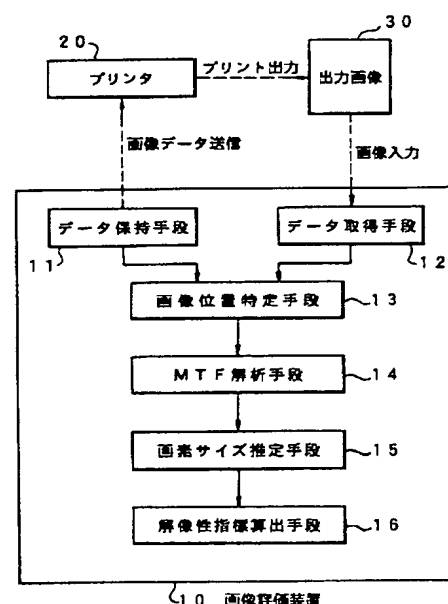 20
30
プリンタ
プリント出力
出力画像
画像データ送信
画像入力
データ保持手段
データ取得手段
11
12
画像位置特定手段
13
MTF解析手段
14
画素サイズ推定手段
15
解像性指標算出手段
16
10 画像評価装置